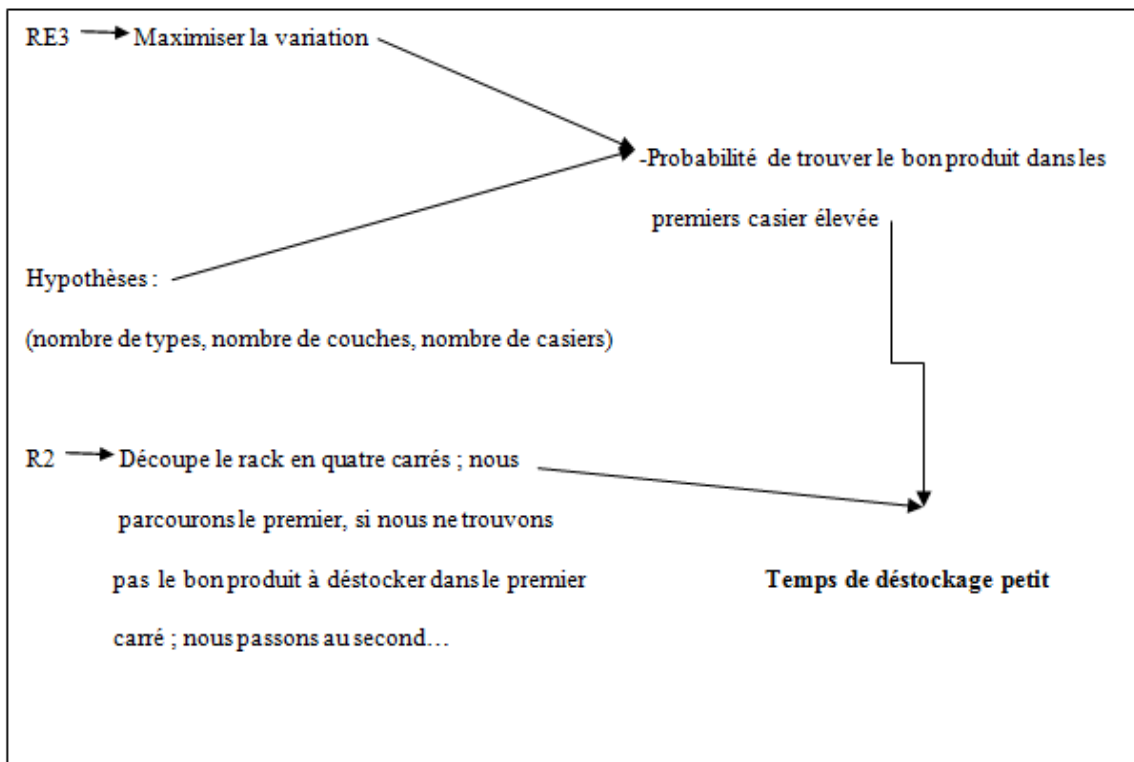 RE3 Maximiser la variation
-Probabilité de trouver le bon produit dans les
premiers casier élevée
Hypothèses :
(nombre de types, nombre de couches, nombre de casiers)
R2 Découpe le rack en quatre carrés ; nous
parcourons le premier, si nous ne trouvons
pas le bon produit à déstocker dans le premier
carré ; nous passons au second…
Temps de déstockage petit